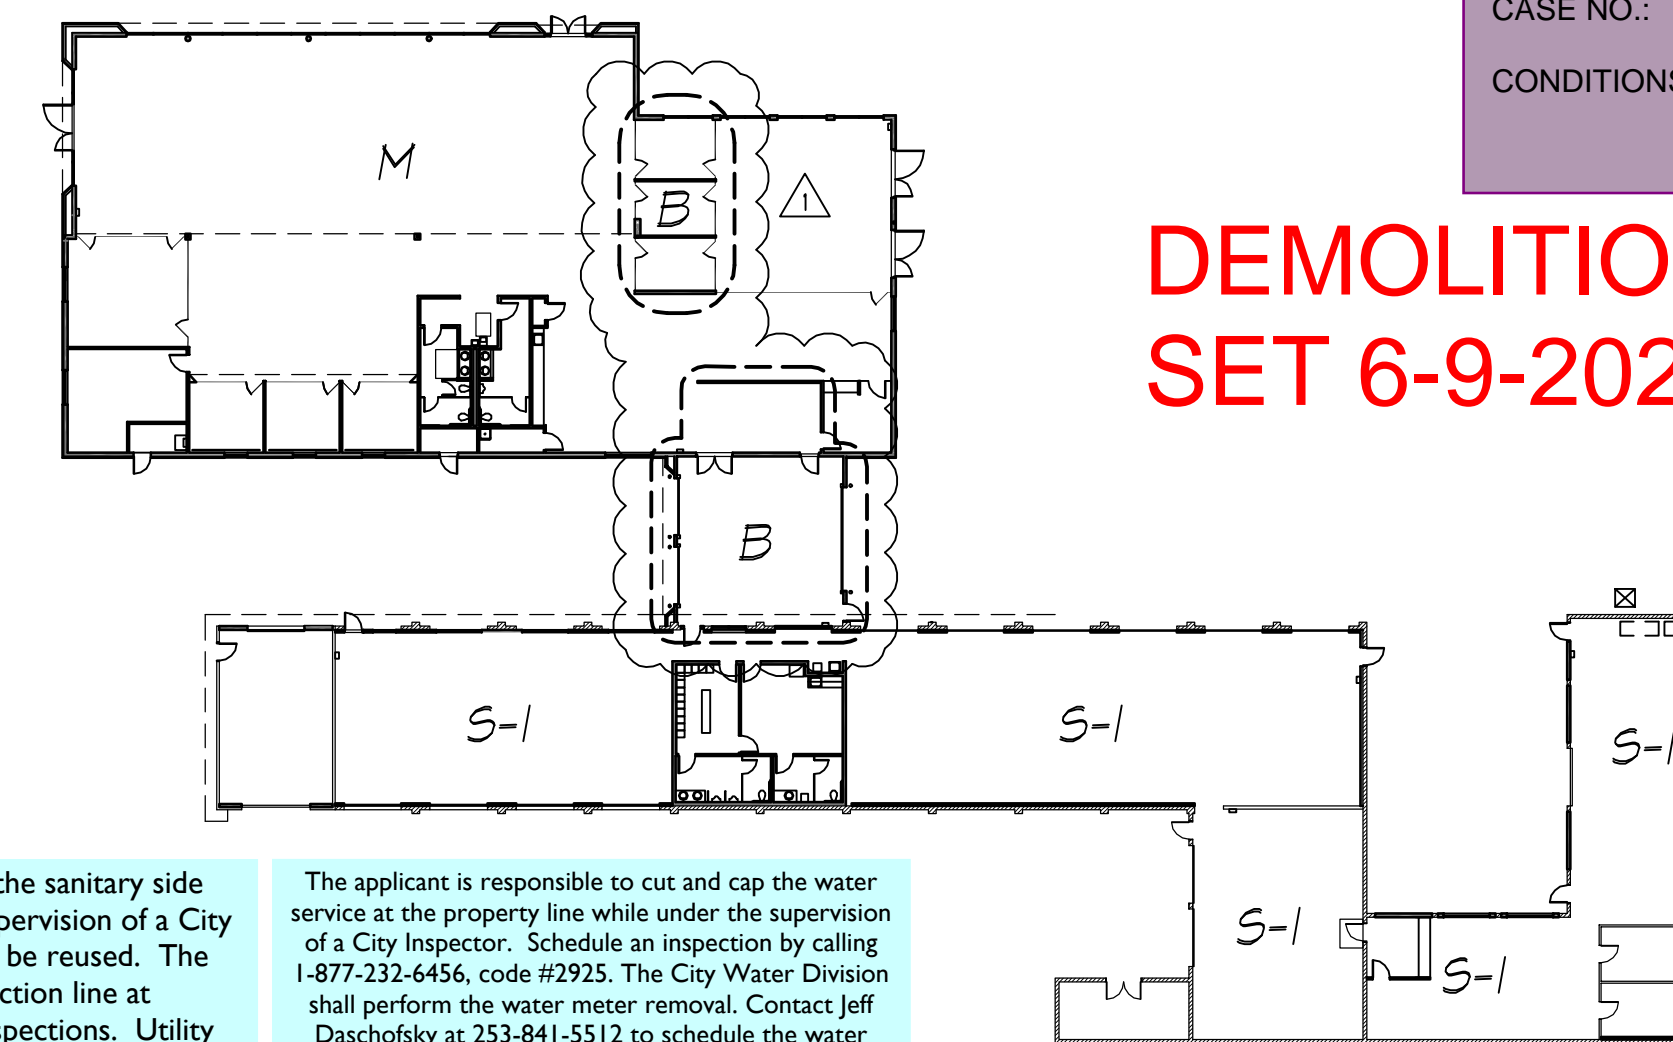 CASE NO.:
CONDITIONS
M
B
1
DEMOLITIO
SET 6-9-202
B
S-1
S-1
S-1
S-1
S-1
the sanitary side
pervision of a City
be reused. The
ction line at
spections. Utility
The applicant is responsible to cut and cap the water
service at the property line while under the supervision
of a City Inspector. Schedule an inspection by calling
1-877-232-6456, code #2925. The City Water Division
shall perform the water meter removal. Contact Jeff
Daschofsky at 253-841-5512 to schedule the water